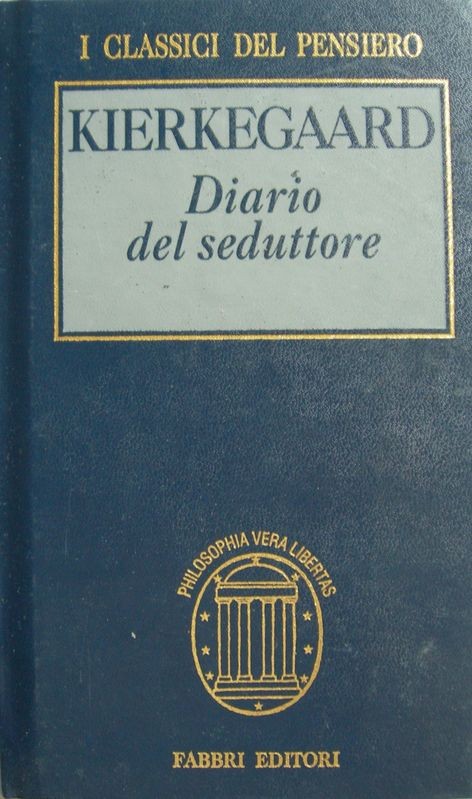 I CLASSICI DEL PENSIERO
KIERKEGAARD
Diario
del seduttore
PHILOSOPHIA VERA LIBERTAS
FABBRI EDITORI